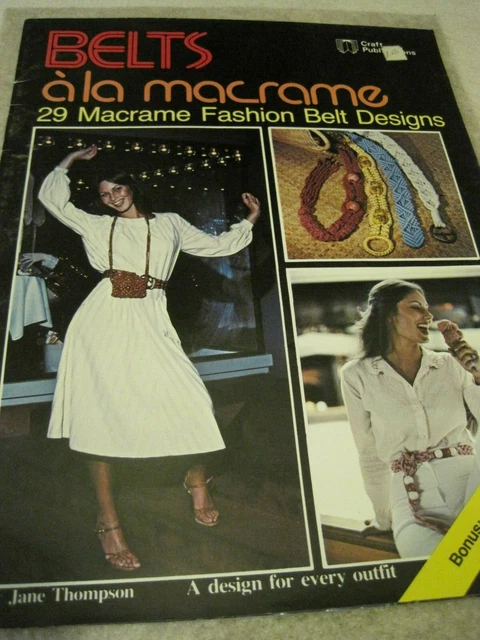 BELTS
à la macrame
29 Macrame Fashion Belt Designs
Craft
Jane Thompson
A design for every outfit
Bonus